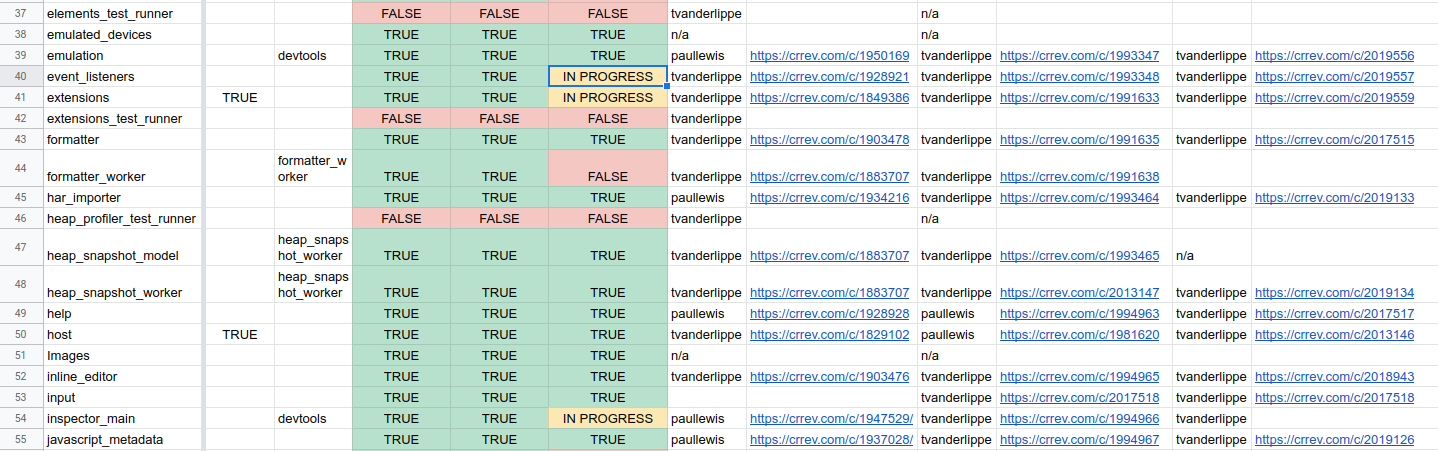 37 elements_test_runner FALSE FALSE FALSE tvanderlippe n/a
38 emulated_devices TRUE TRUE TRUE n/a n/a
39 emulation devtools TRUE TRUE TRUE paullewis https://crrev.com/c/1950169 tvanderlippe https://crrev.com/c/1993347 tvanderlippe https://crrev.com/c/2019556
40 event_listeners TRUE TRUE IN PROGRESS tvanderlippe https://crrev.com/c/1928921 tvanderlippe https://crrev.com/c/1993348 tvanderlippe https://crrev.com/c/2019557
41 extensions TRUE TRUE TRUE IN PROGRESS tvanderlippe https://crrev.com/c/1849386 tvanderlippe https://crrev.com/c/1991633 tvanderlippe https://crrev.com/c/2019559
42 extensions_test_runner FALSE FALSE FALSE tvanderlippe
43 formatter TRUE TRUE TRUE tvanderlippe https://crrev.com/c/1903478 tvanderlippe https://crrev.com/c/1991635 tvanderlippe https://crrev.com/c/2017515
formatter_w
44 formatter_worker orker TRUE TRUE FALSE tvanderlippe https://crrev.com/c/1883707 tvanderlippe https://crrev.com/c/1991638
45 har_importer TRUE TRUE TRUE paullewis https://crrev.com/c/1934216 tvanderlippe https://crrev.com/c/1993464 tvanderlippe https://crrev.com/c/2019133
46 heap_profiler_test_runner FALSE FALSE FALSE tvanderlippe n/a
heap_snaps
47 heap_snapshot_model hot_worker TRUE TRUE TRUE tvanderlippe https://crrev.com/c/1883707 tvanderlippe https://crrev.com/c/1993465 n/a
heap_snaps
48 heap_snapshot_worker hot_worker TRUE TRUE TRUE tvanderlippe https://crrev.com/c/1883707 tvanderlippe https://crrev.com/c/2013147 tvanderlippe https://crrev.com/c/2019134
49 help TRUE TRUE TRUE paullewis https://crrev.com/c/1928928 paullewis https://crrev.com/c/1994963 tvanderlippe https://crrev.com/c/2017517
50 host TRUE TRUE TRUE TRUE tvanderlippe https://crrev.com/c/1829102 paullewis https://crrev.com/c/1981620 tvanderlippe https://crrev.com/c/2013146
51 Images TRUE TRUE TRUE n/a n/a
52 inline_editor TRUE TRUE TRUE tvanderlippe https://crrev.com/c/1903476 tvanderlippe https://crrev.com/c/1994965 tvanderlippe https://crrev.com/c/2018943
53 input TRUE TRUE TRUE tvanderlippe https://crrev.com/c/2017518 tvanderlippe https://crrev.com/c/2017518
54 inspector_main devtools TRUE TRUE IN PROGRESS paullewis https://crrev.com/c/1947529/ tvanderlippe https://crrev.com/c/1994966 tvanderlippe
55 javascript_metadata TRUE TRUE TRUE paullewis https://crrev.com/c/1937028/ tvanderlippe https://crrev.com/c/1994967 tvanderlippe https://crrev.com/c/2019126